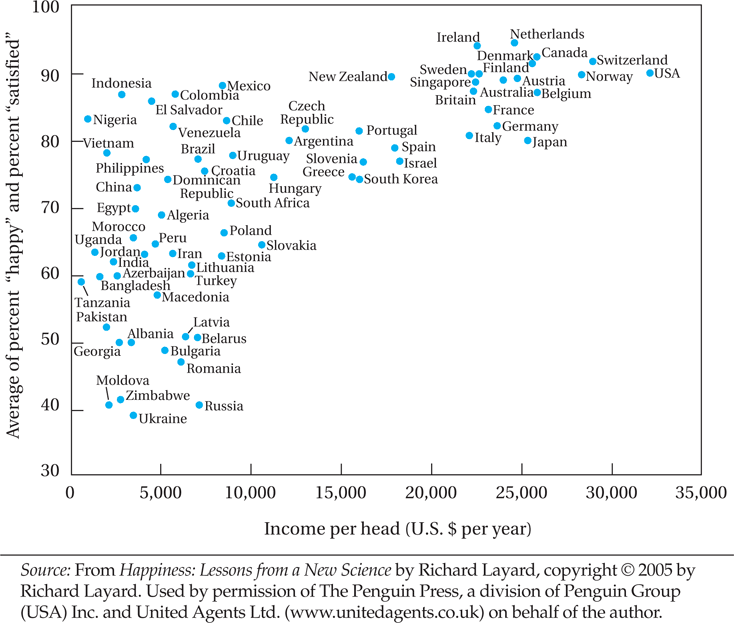 100
90
80
70
60
50
40
30
Average of percent “happy” and percent “satisfied”
Ireland
Netherlands
Denmark
Canada
Switzerland
New Zealand
Sweden
Finland
Singapore
Austria
Norway
USA
Britain
Australia
Belgium
Indonesia
Colombia
Mexico
El Salvador
Nigeria
Venezuela
Chile
Czech
Republic
Portugal
France
Germany
Italy
Japan
Vietnam
Brazil
Uruguay
Argentina
Spain
Slovenia
Israel
Philippines
Croatia
Greece
South Korea
China
Dominican
Republic
Hungary
Egypt
Algeria
South Africa
Morocco
Peru
Poland
Slovakia
Uganda
Jordan
Iran
Estonia
India
Lithuania
Azerbaijan
Turkey
Bangladesh
Macedonia
Tanzania
Pakistan
Albania
Latvia
Belarus
Georgia
Bulgaria
Romania
Moldova
Zimbabwe
Russia
Ukraine
0
5,000
10,000
15,000
20,000
25,000
30,000
35,000
Income per head (U.S. $ per year)
Source: From Happiness: Lessons from a New Science by Richard Layard, copyright © 2005 by
Richard Layard. Used by permission of The Penguin Press, a division of Penguin Group
(USA) Inc. and United Agents Ltd. (www.unitedagents.co.uk) on behalf of the author.